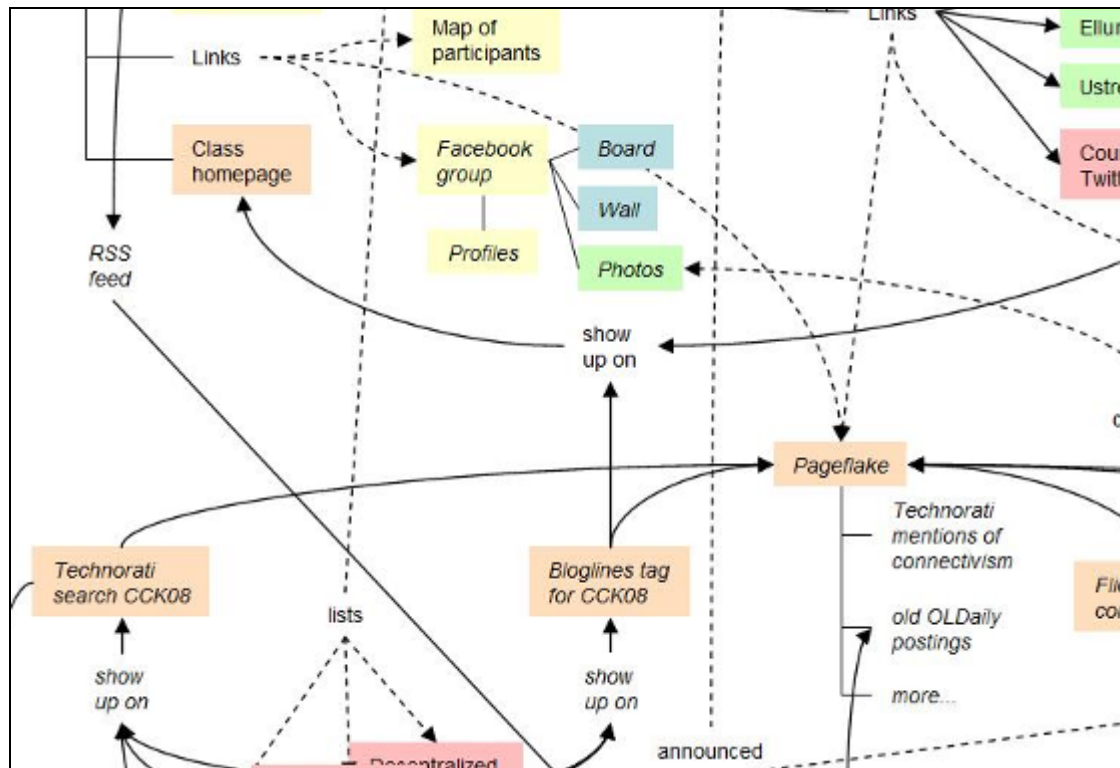 Links
Map of
participants
Links
Class
homepage
Facebook
group
Board
Wall
Profiles
Photos
RSS
feed
show
up on
Pageflake
Technorati
mentions of
connectivism
Technorati
search CCK08
Bloglines tag
for CCK08
lists
old OLDaily
postings
show
up on
show
up on
more...
announced
Decentralized